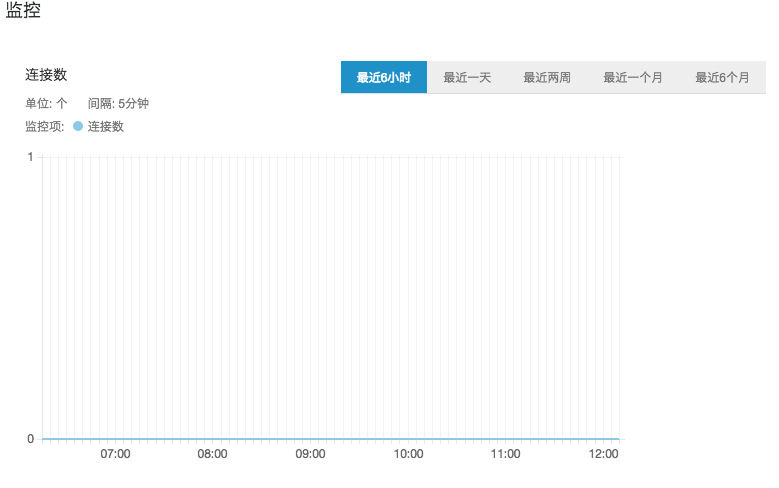 监控
连接数
最近6小时 最近一天 最近两周 最近一个月 最近6个月
单位: 个 间隔: 5分钟
监控项: 连接数
1
0
07:00 08:00 09:00 10:00 11:00 12:00